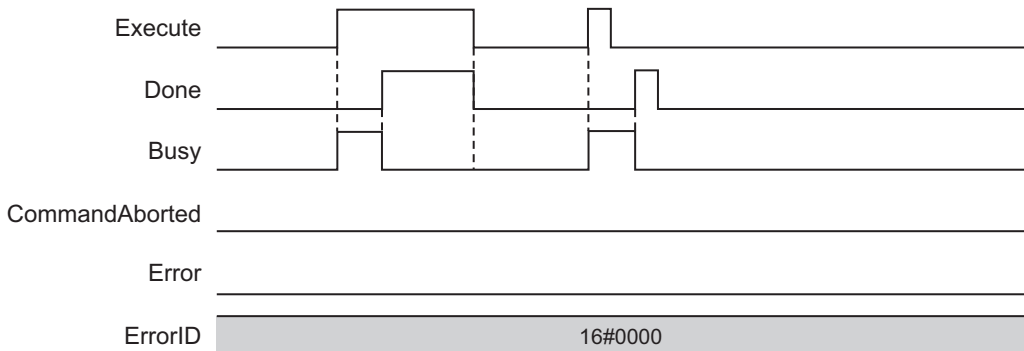 Execute
Done
Busy
CommandAborted
Error
ErrorID
16#0000